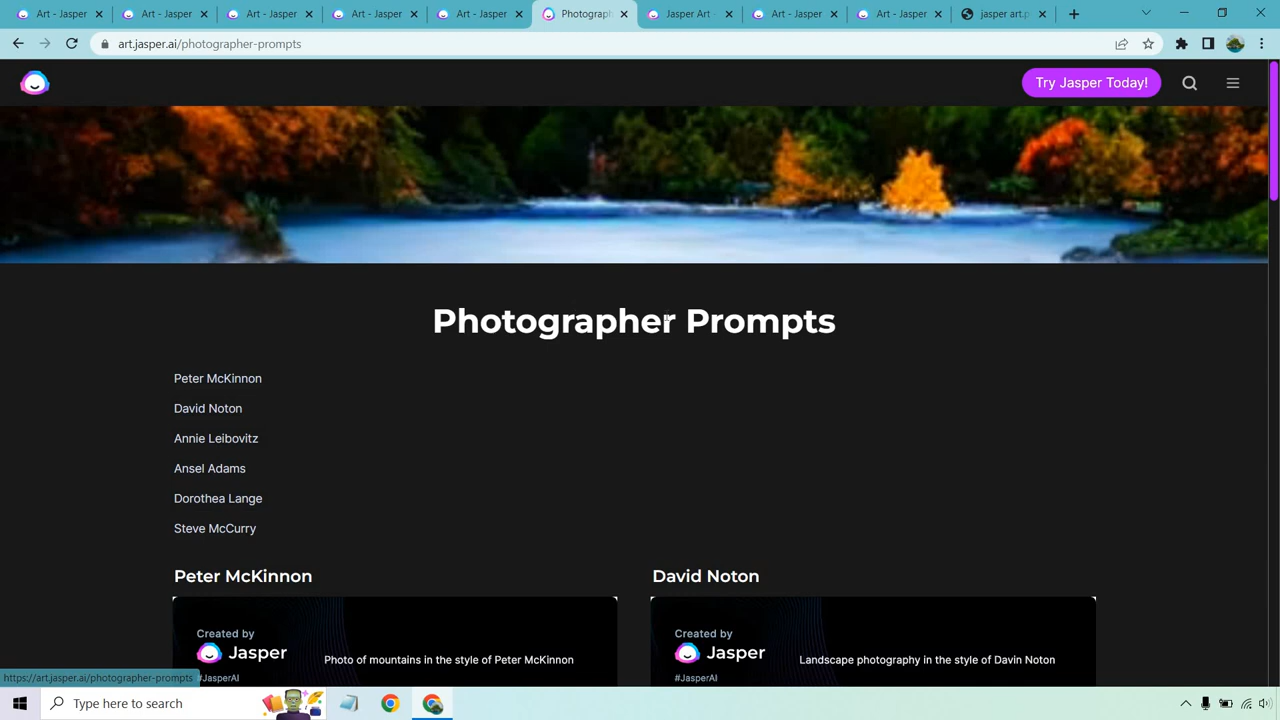 Art - Jasper
Art - Jasper
Art - Jasper
Art - Jasper
Art - Jasper
Photograph
Jasper Art -
Art - Jasper
Art - Jasper
jasper art.p
art.jasper.ai/photographer-prompts
Try Jasper Today!
Photographer Prompts
Peter McKinnon
David Noton
Annie Leibovitz
Ansel Adams
Dorothea Lange
Steve McCurry
Peter McKinnon
David Noton
Created by
Jasper
Photo of mountains in the style of Peter McKinnon
#JasperAI
Created by
Jasper
Landscape photography in the style of Davin Noton
#JasperAI
https://art.jasper.ai/photographer-prompts
Type here to search